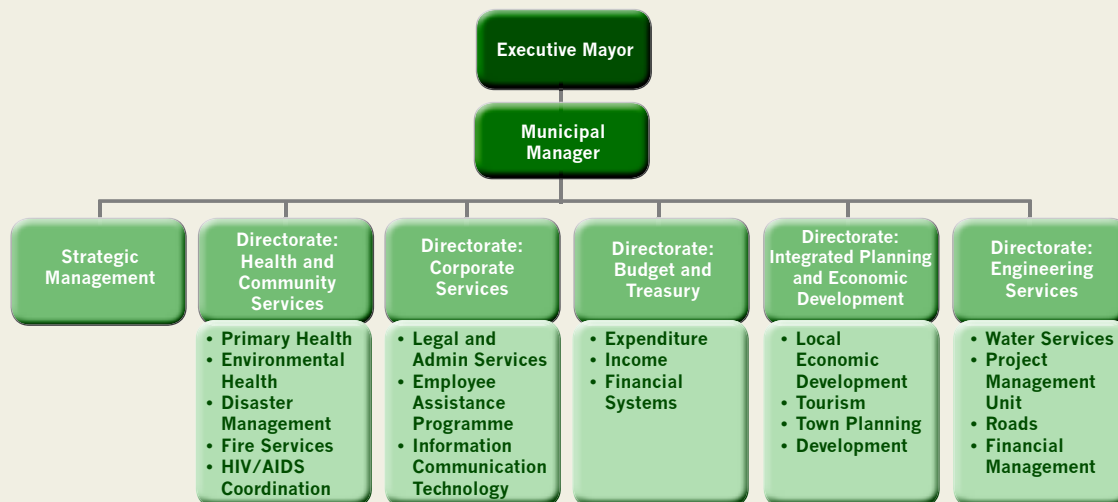 Executive Mayor
Municipal
Manager
Strategic
Management
Directorate:
Health and
Community
Services
• Primary Health
• Environmental
Health
• Disaster
Management
• Fire Services
• HIV/AIDS
Coordination
Directorate:
Corporate
Services
• Legal and
Admin Services
• Employee
Assistance
Programme
• Information
Communication
Technology
Directorate:
Budget and
Treasury
• Expenditure
• Income
• Financial
Systems
Directorate:
Integrated Planning
and Economic
Development
• Local
Economic
Development
• Tourism
• Town Planning
• Development
Directorate:
Engineering
Services
• Water Services
• Project
Management
Unit
• Roads
• Financial
Management